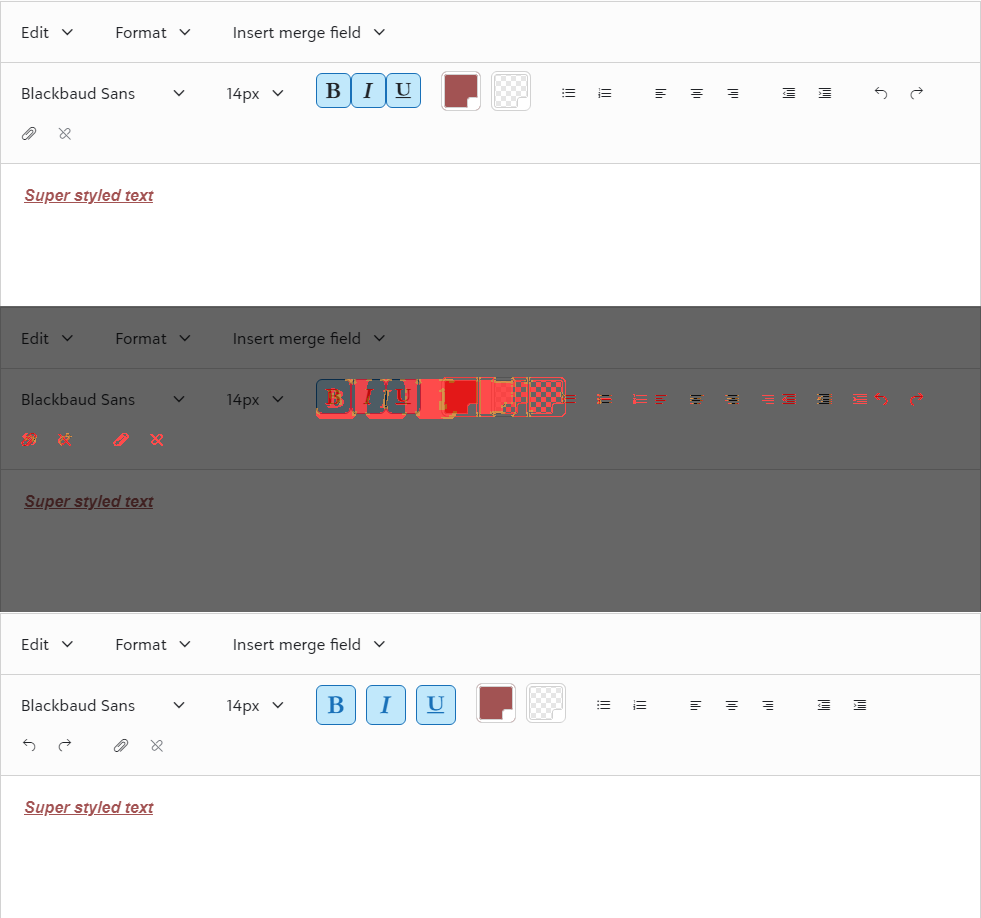 Edit Format Insert merge field
Blackbaud Sans 14px B I U
Super styled text
Edit Format Insert merge field
Blackbaud Sans 14px B I U
Super styled text
Edit Format Insert merge field
Blackbaud Sans 14px B I U
Super styled text